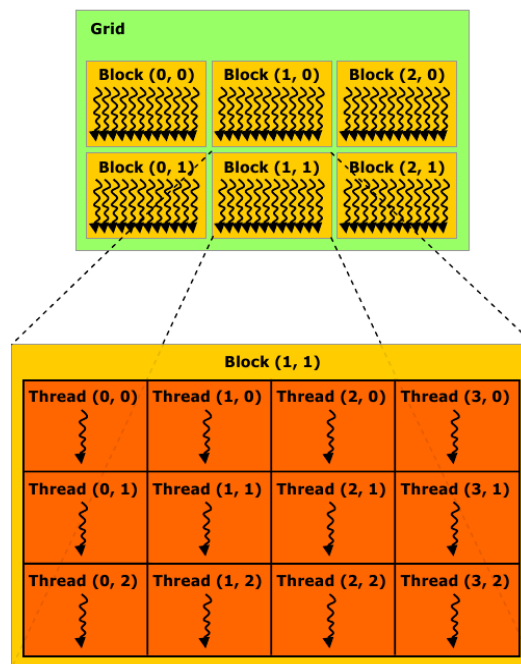 Grid
Block (0, 0) Block (1, 0) Block (2, 0)
Block (0, 1) Block (1, 1) Block (2, 1)
Block (1, 1)
Thread (0, 0) Thread (1, 0) Thread (2, 0) Thread (3, 0)
Thread (0, 1) Thread (1, 1) Thread (2, 1) Thread (3, 1)
Thread (0, 2) Thread (1, 2) Thread (2, 2) Thread (3, 2)